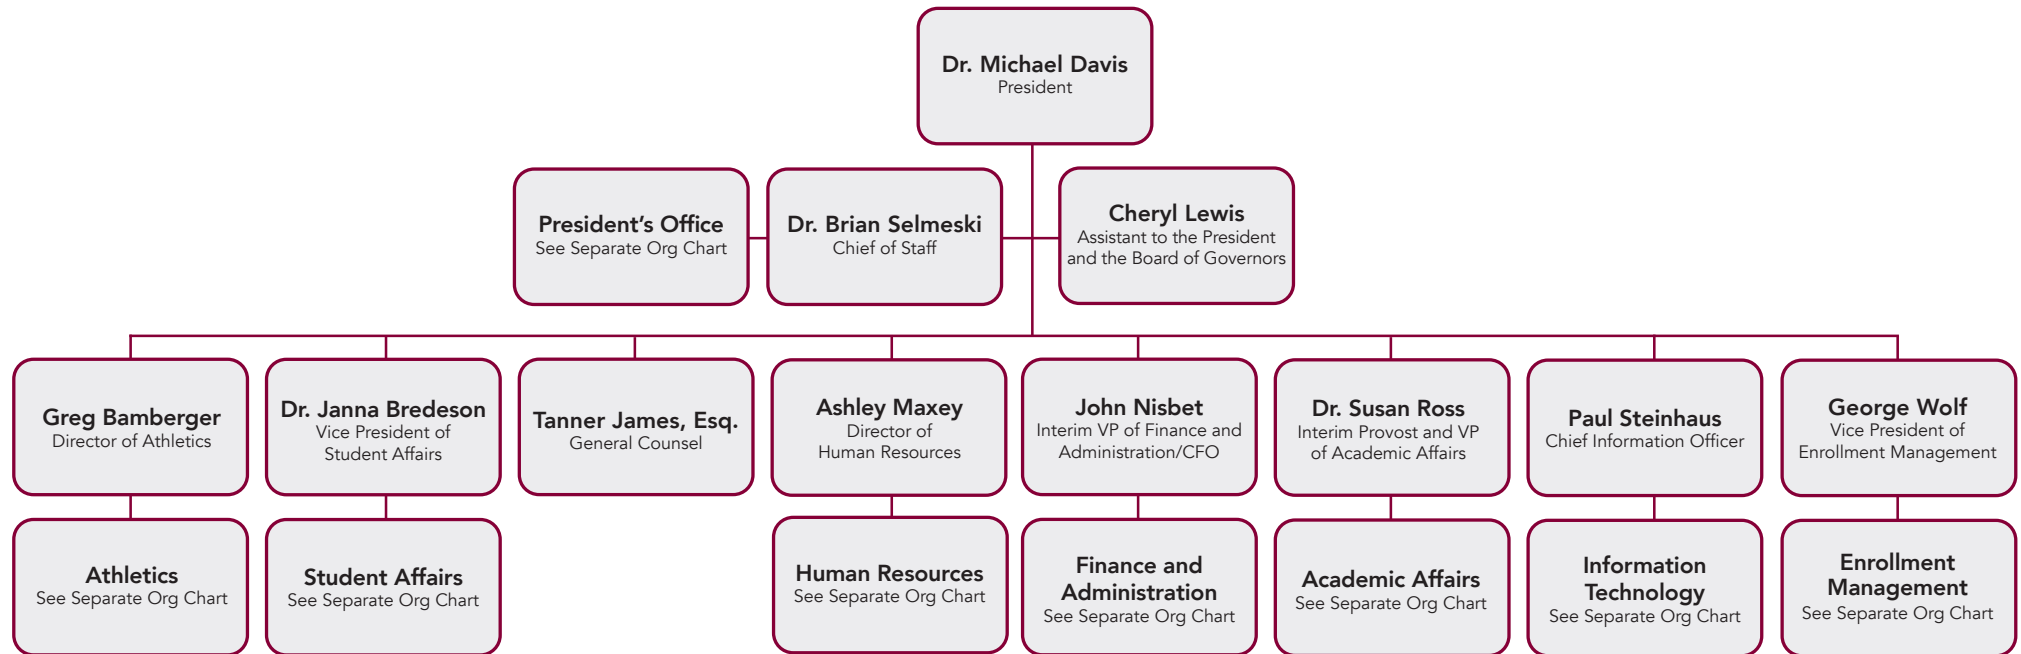 Dr. Michael Davis
President
President's Office
See Separate Org Chart
Dr. Brian Selmeski
Chief of Staff
Cheryl Lewis
Assistant to the President
and the Board of Governors
Greg Bamberger
Director of Athletics
Dr. Janna Bredeson
Vice President of
Student Affairs
Tanner James, Esq.
General Counsel
Ashley Maxey
Director of
Human Resources
John Nisbet
Interim VP of Finance and
Administration/CFO
Dr. Susan Ross
Interim Provost and VP
of Academic Affairs
Paul Steinhaus
Chief Information Officer
George Wolf
Vice President of
Enrollment Management
Athletics
See Separate Org Chart
Student Affairs
See Separate Org Chart
Human Resources
See Separate Org Chart
Finance and
Administration
See Separate Org Chart
Academic Affairs
See Separate Org Chart
Information
Technology
See Separate Org Chart
Enrollment
Management
See Separate Org Chart